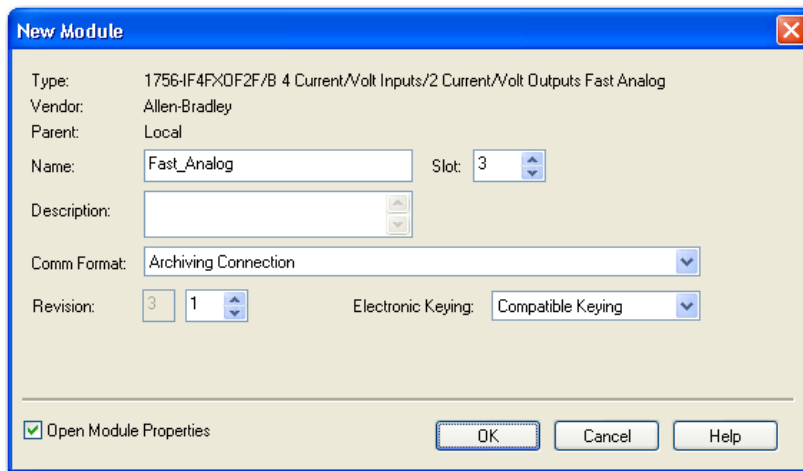 New Module
Type: 1756-IF4FXOF2F/B 4 Current/Volt Inputs/2 Current/Volt Outputs Fast Analog
Vendor: Allen-Bradley
Parent: Local
Name: Fast_Analog Slot: 3
Description:
Comm Format: Archiving Connection
Revision: 3 1 Electronic Keying: Compatible Keying
Open Module Properties OK Cancel Help